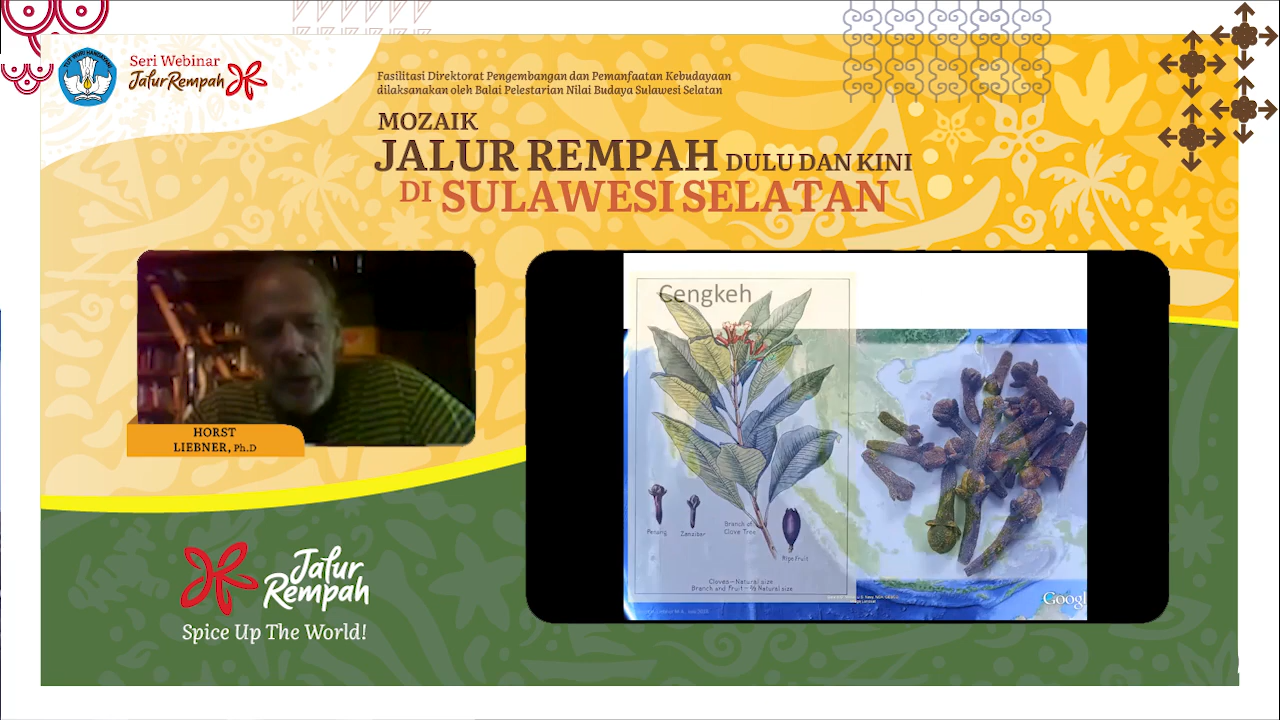 Seri Webinar
Jalur Rempah
Fasilitasi Direktorat Pengembangan dan Pemanfaatan Kebudayaan
dilaksanakan oleh Balai Pelestarian Nilai Budaya Sulawesi Selatan
MOZAIK
JALUR REMPAH DULU DAN KINI
DI SULAWESI SELATAN
HORST
LIEBNER, Ph.D
Cengkeh
Penang
Zanzibar
Branch of
Clove Tree
Ripe Fruit
Cloves—Natural size
Branch and Fruit—½ Natural size
Googl
Jalur
Rempah
Spice Up The World!